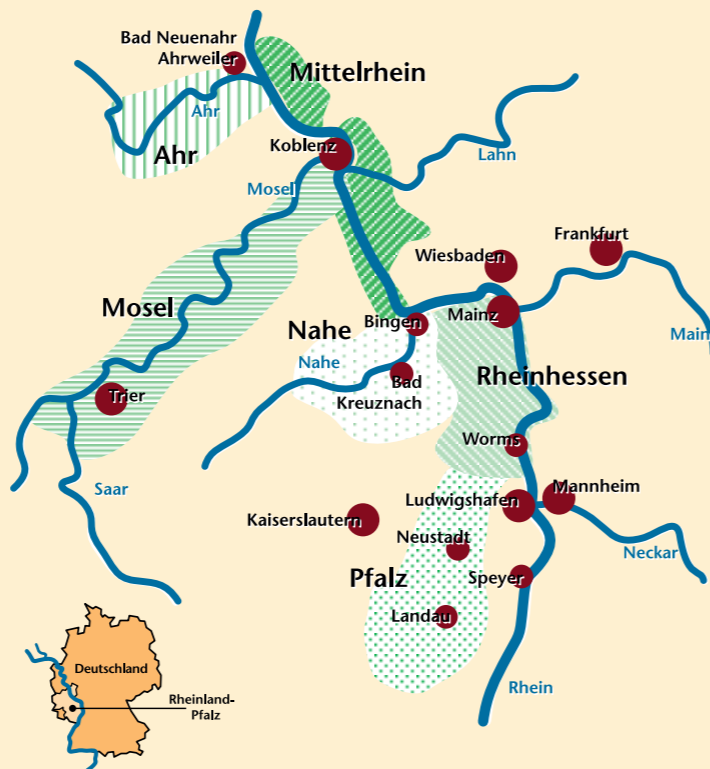 Bad Neuenahr
Ahrweiler
Mittelrhein
Ahr
Ahr
Koblenz
Lahn
Mosel
Frankfurt
Wiesbaden
Mosel
Mainz
Bingen
Nahe
Main
Nahe
Rheinhessen
Bad
Kreuznach
Trier
Worms
Saar
Mannheim
Ludwigshafen
Kaiserslautern
Neustadt
Neckar
Pfalz
Speyer
Landau
Rhein
Deutschland
Rheinland-
Pfalz